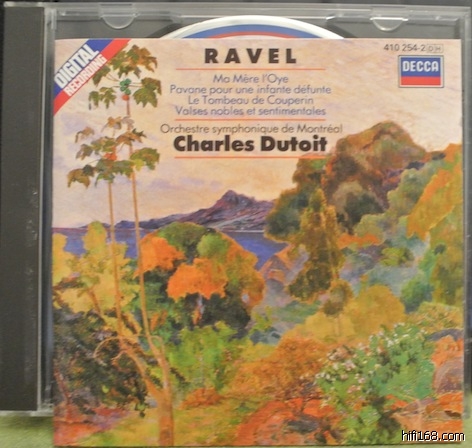 DIGITAL
RECORDING
RAVEL
410 254-2 DH
DECCA
Ma Mère l'Oye
Pavane pour une infante défunte
Le Tombeau de Couperin
Valses nobles et sentimentales
Orchestre symphonique de Montréal
Charles Dutoit
hifi168.com